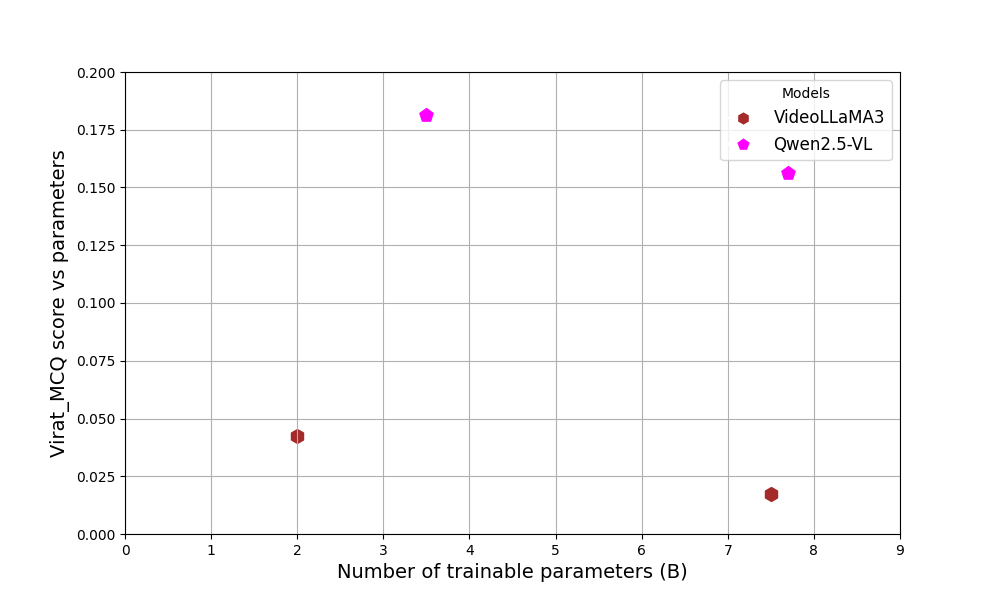 Models
VideoLLaMA3
Qwen2.5-VL
0.200
0.175
0.150
0.125
0.100
0.075
0.050
0.025
0.000
0 1 2 3 4 5 6 7 8 9
Number of trainable parameters (B)
Virat_MCQ score vs parameters